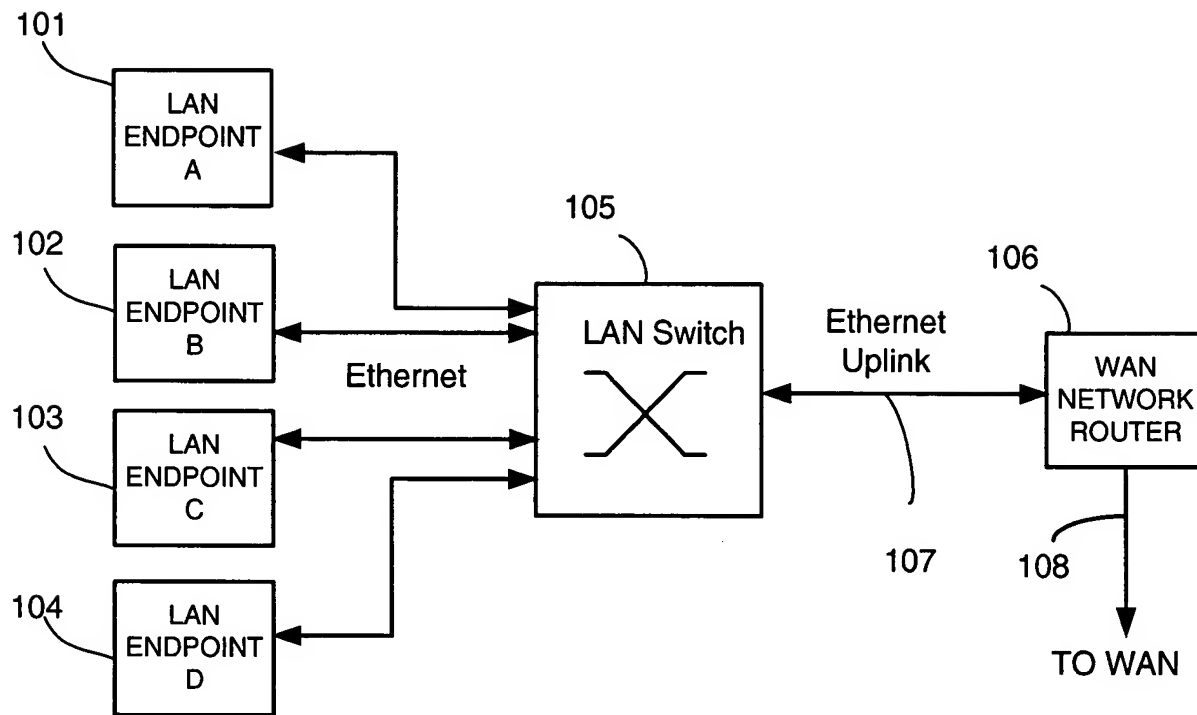 101
LAN
ENDPOINT
A
102
LAN
ENDPOINT
B
103
LAN
ENDPOINT
C
104
LAN
ENDPOINT
D
Ethernet
105
LAN Switch
Ethernet
Uplink
107
106
WAN
NETWORK
ROUTER
108
TO WAN